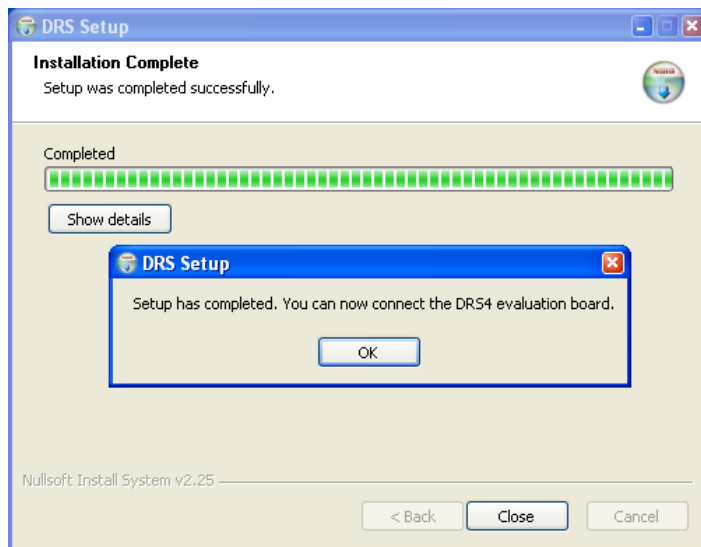 DRS Setup
Installation Complete
Setup was completed successfully.
Completed
Show details
DRS Setup
Setup has completed. You can now connect the DRS4 evaluation board.
OK
Nullsoft Install System v2.25
< Back Close Cancel